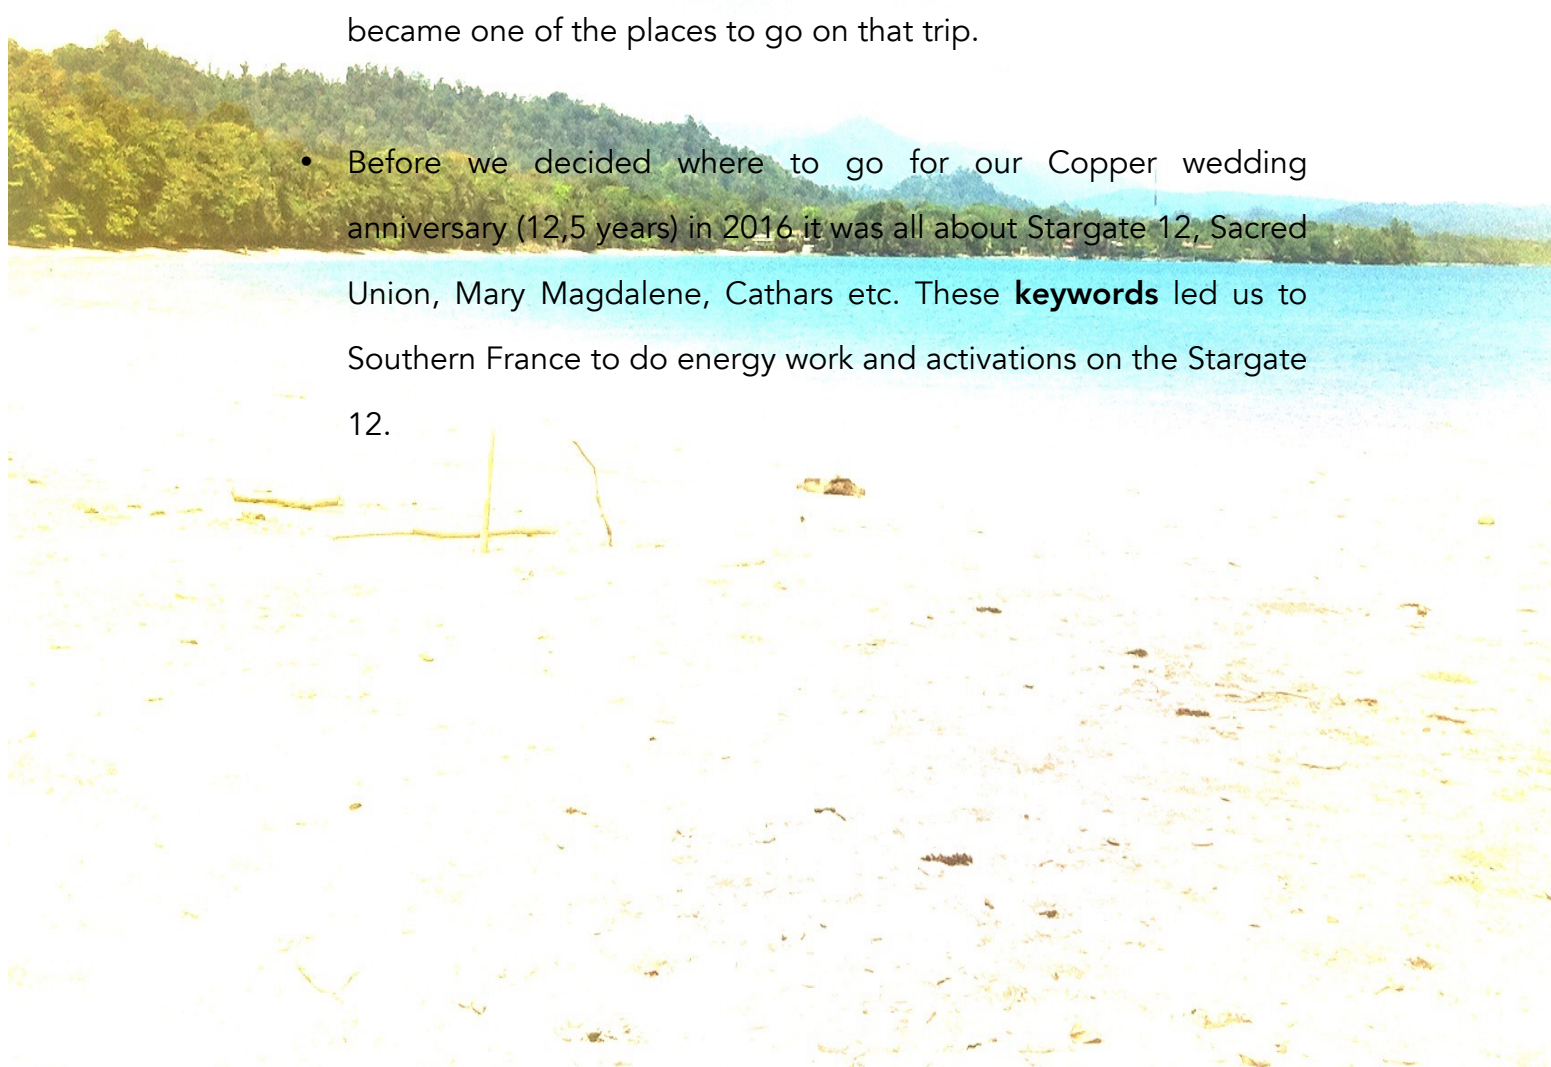 became one of the places to go on that trip.
• Before we decided where to go for our Copper wedding
anniversary (12,5 years) in 2016 it was all about Stargate 12, Sacred
Union, Mary Magdalene, Cathars etc. These keywords led us to
Southern France to do energy work and activations on the Stargate
12.